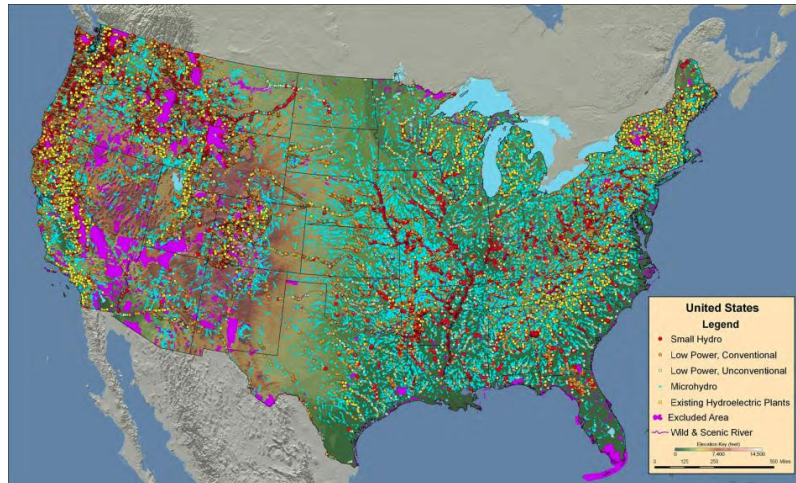 United States
Legend
Small Hydro
Low Power, Conventional
Low Power, Unconventional
Microhydro
Existing Hydroelectric Plants
Excluded Area
Wild & Scenic River
Elevation Key (feet)
0 7,400 14,500
0 125 250 500 Miles